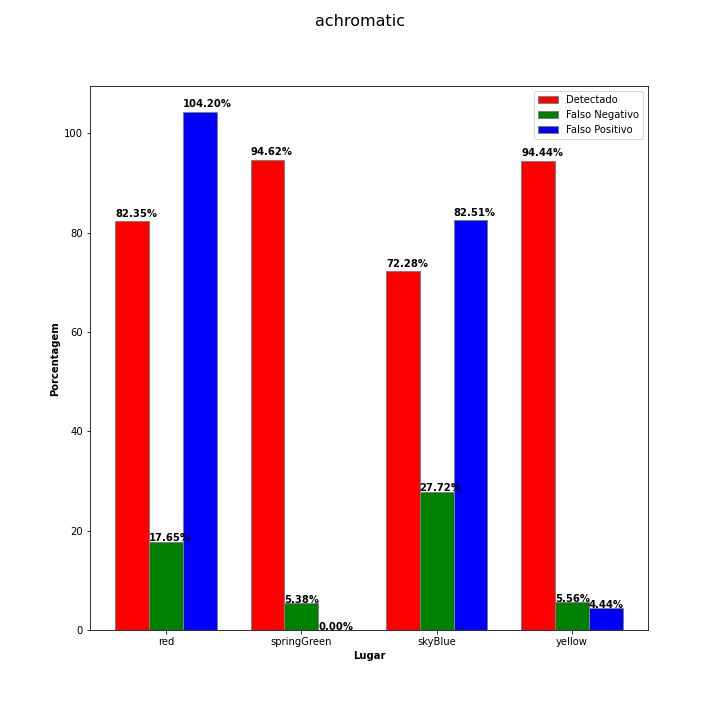 achromatic
Detectado
Falso Negativo
Falso Positivo
104.20%
94.62%
94.44%
82.35%
82.51%
72.28%
17.65%
27.72%
5.38%
0.00%
5.56%
4.44%
100
80
60
40
20
0
Porcentagem
red springGreen skyBlue yellow
Lugar